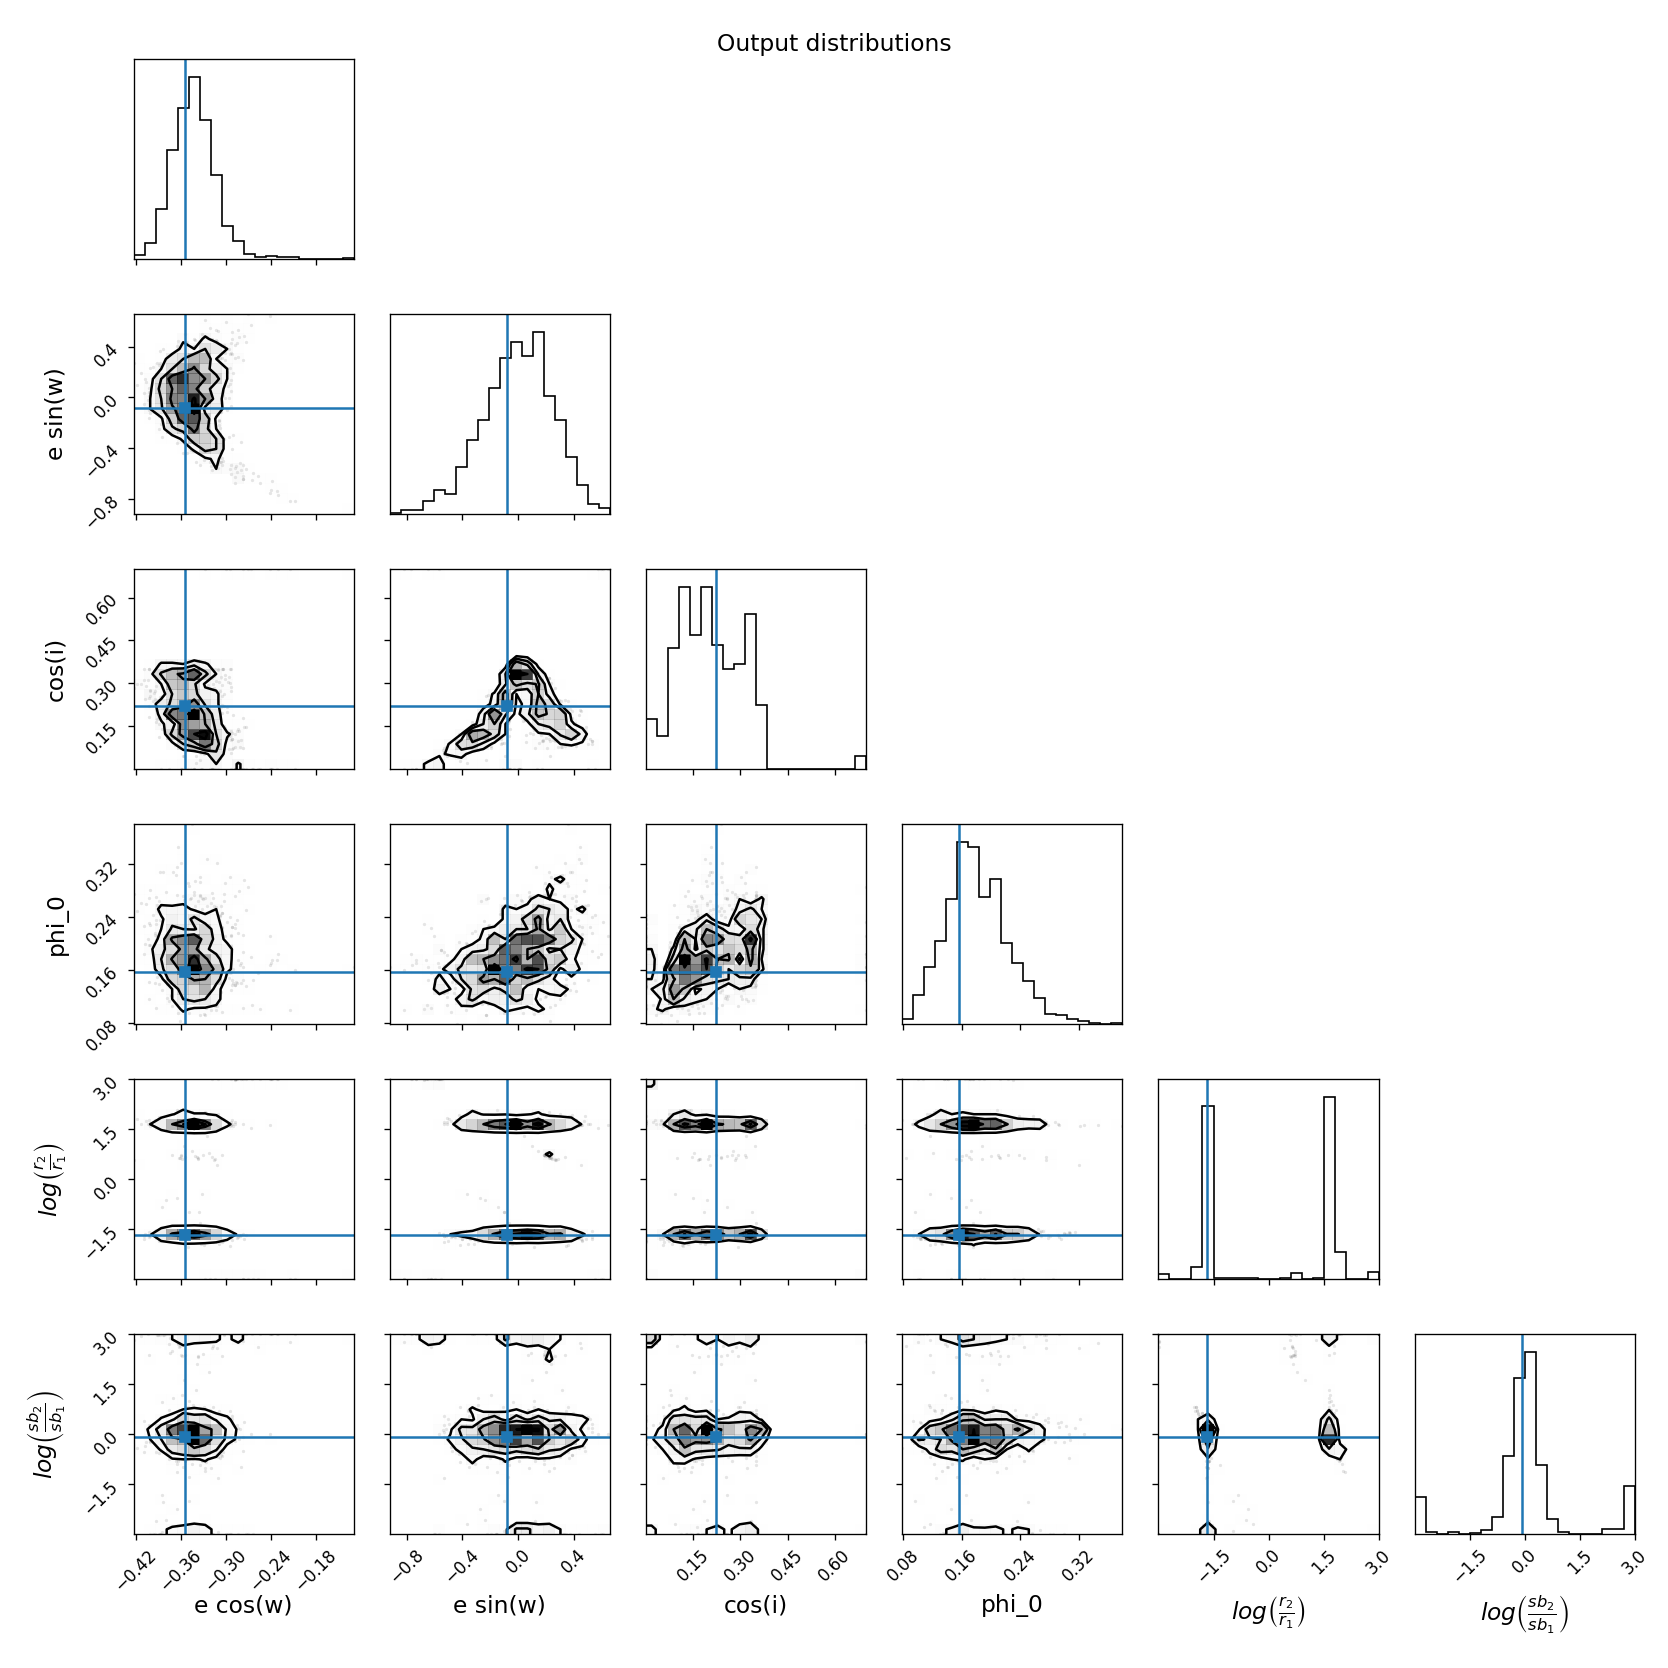 Output distributions
0.4
0.0
−0.4
−0.8
e sin(w)
0.60
0.45
0.30
0.15
cos(i)
0.32
0.24
0.16
0.08
phi_0
3.0
1.5
0.0
−1.5
log(r2/r1)
3.0
1.5
0.0
−1.5
log(sb2/sb1)
−0.42 −0.36 −0.30 −0.24 −0.18 −0.8 −0.4 0.0 0.4 0.15 0.30 0.45 0.60 0.08 0.16 0.24 0.32 −1.5 0.0 1.5 3.0 −1.5 0.0 1.5 3.0
e cos(w) e sin(w) cos(i) phi_0 log(r2/r1) log(sb2/sb1)